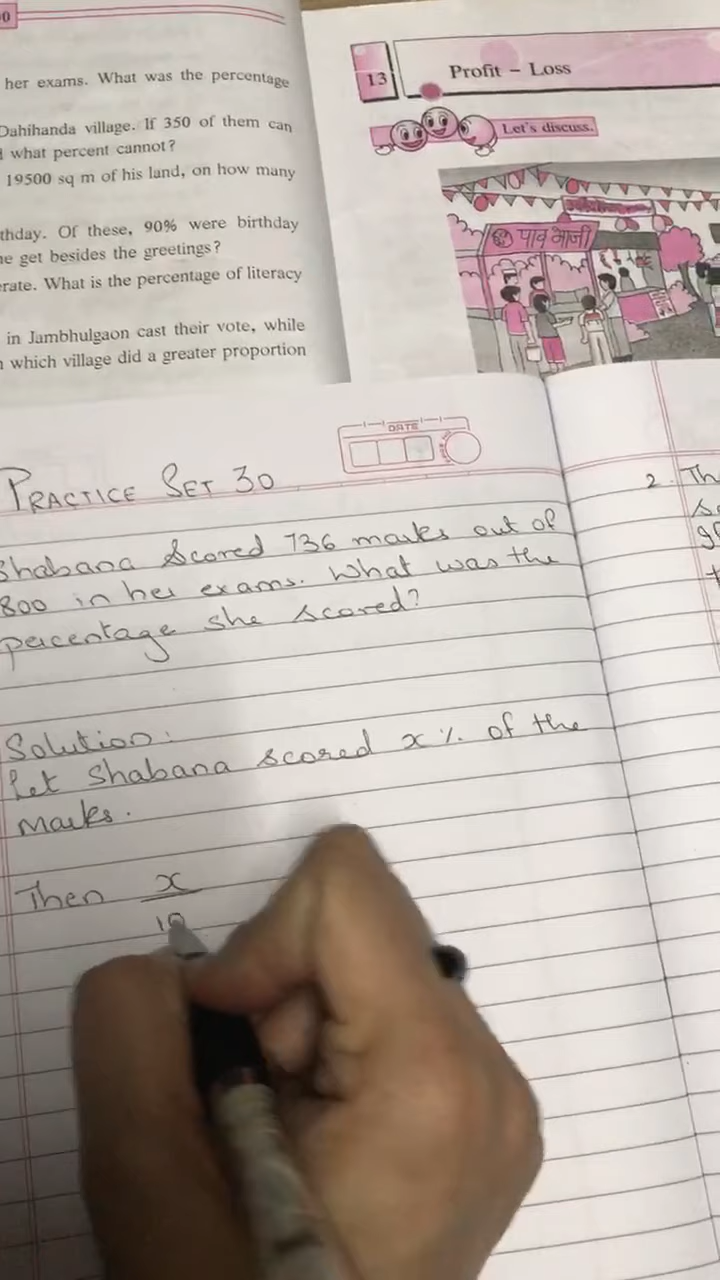 0
her exams. What was the percentage
Dahihanda village. If 350 of them can
what percent cannot?
19500 sq m of his land, on how many
thday. Of these, 90% were birthday
get besides the greetings?
rate. What is the percentage of literacy
in Jambhulgaon cast their vote, while
which village did a greater proportion
13
Profit – Loss
Let's discuss.
पाव भाजी
DATE
PRACTICE SET 30
Shabana scored 736 marks out of
800 in her exams. What was the
percentage she scored?
Solution:
Let Shabana scored x% of the
marks.
Then x
10
2. Th